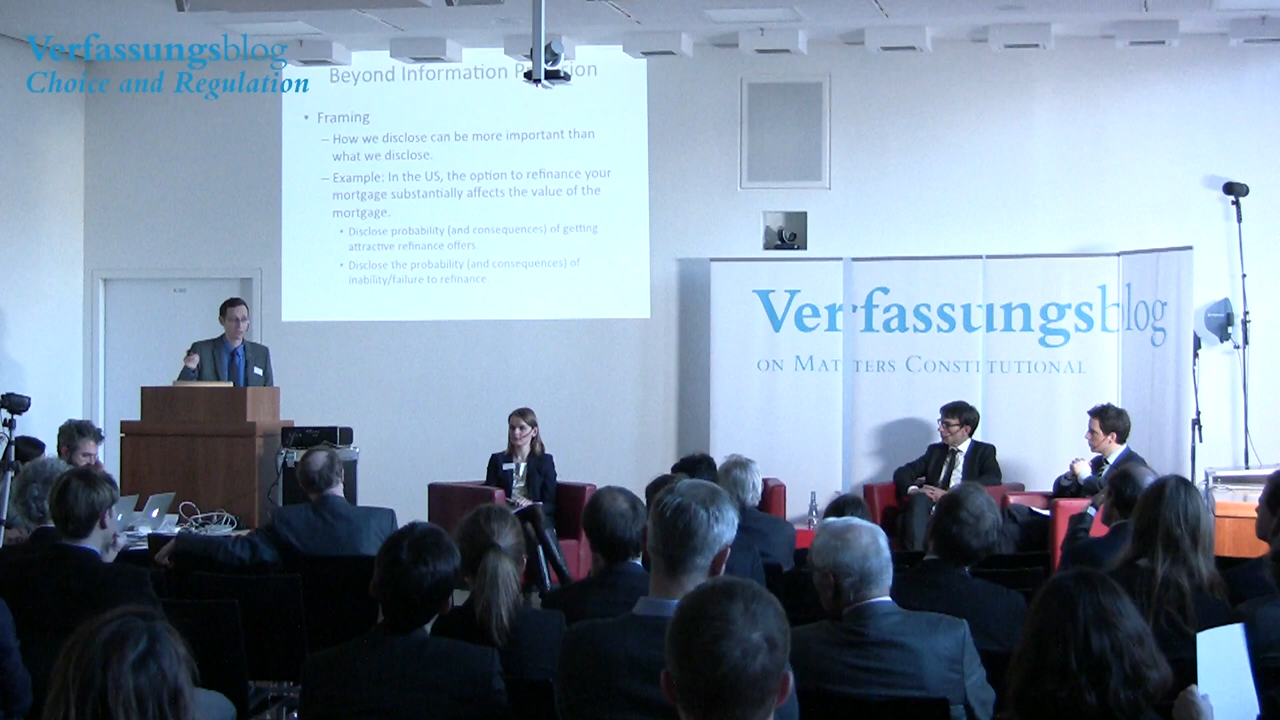 Verfassungsblog
Choice and Regulation
Beyond Information
• Framing
– How we disclose can be more important than
what we disclose.
– Example: In the US, the option to refinance your
mortgage substantially affects the value of the
mortgage.
• Disclose probability (and consequences) of getting
attractive refinance offers.
• Disclose the probability (and consequences) of
inability/failure to refinance
Verfassungsblog
ON MATTERS CONSTITUTIONAL